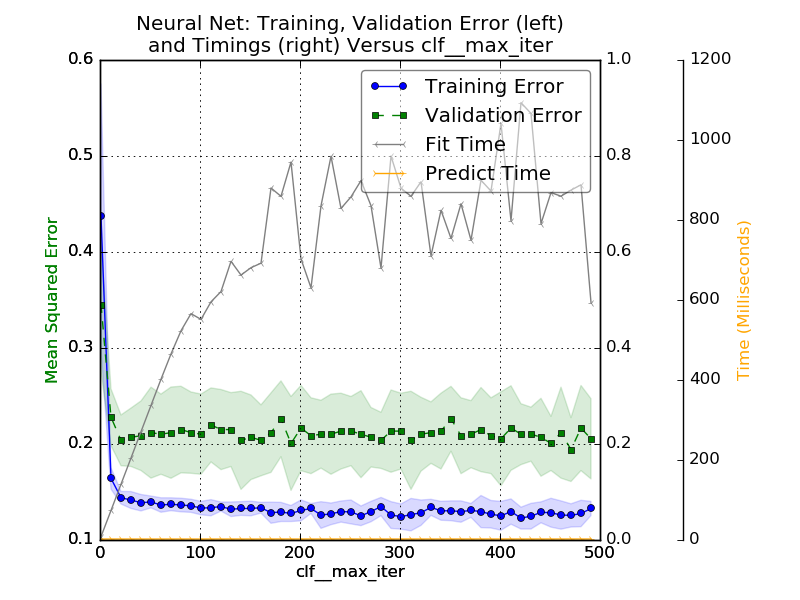 Neural Net: Training, Validation Error (left)
and Timings (right) Versus clf__max_iter
Training Error
Validation Error
Fit Time
Predict Time
Mean Squared Error
0.6
0.5
0.4
0.3
0.2
0.1
1.0
0.8
0.6
0.4
0.2
0.0
1200
1000
800
600
400
200
0
Time (Milliseconds)
0 100 200 300 400 500
clf__max_iter